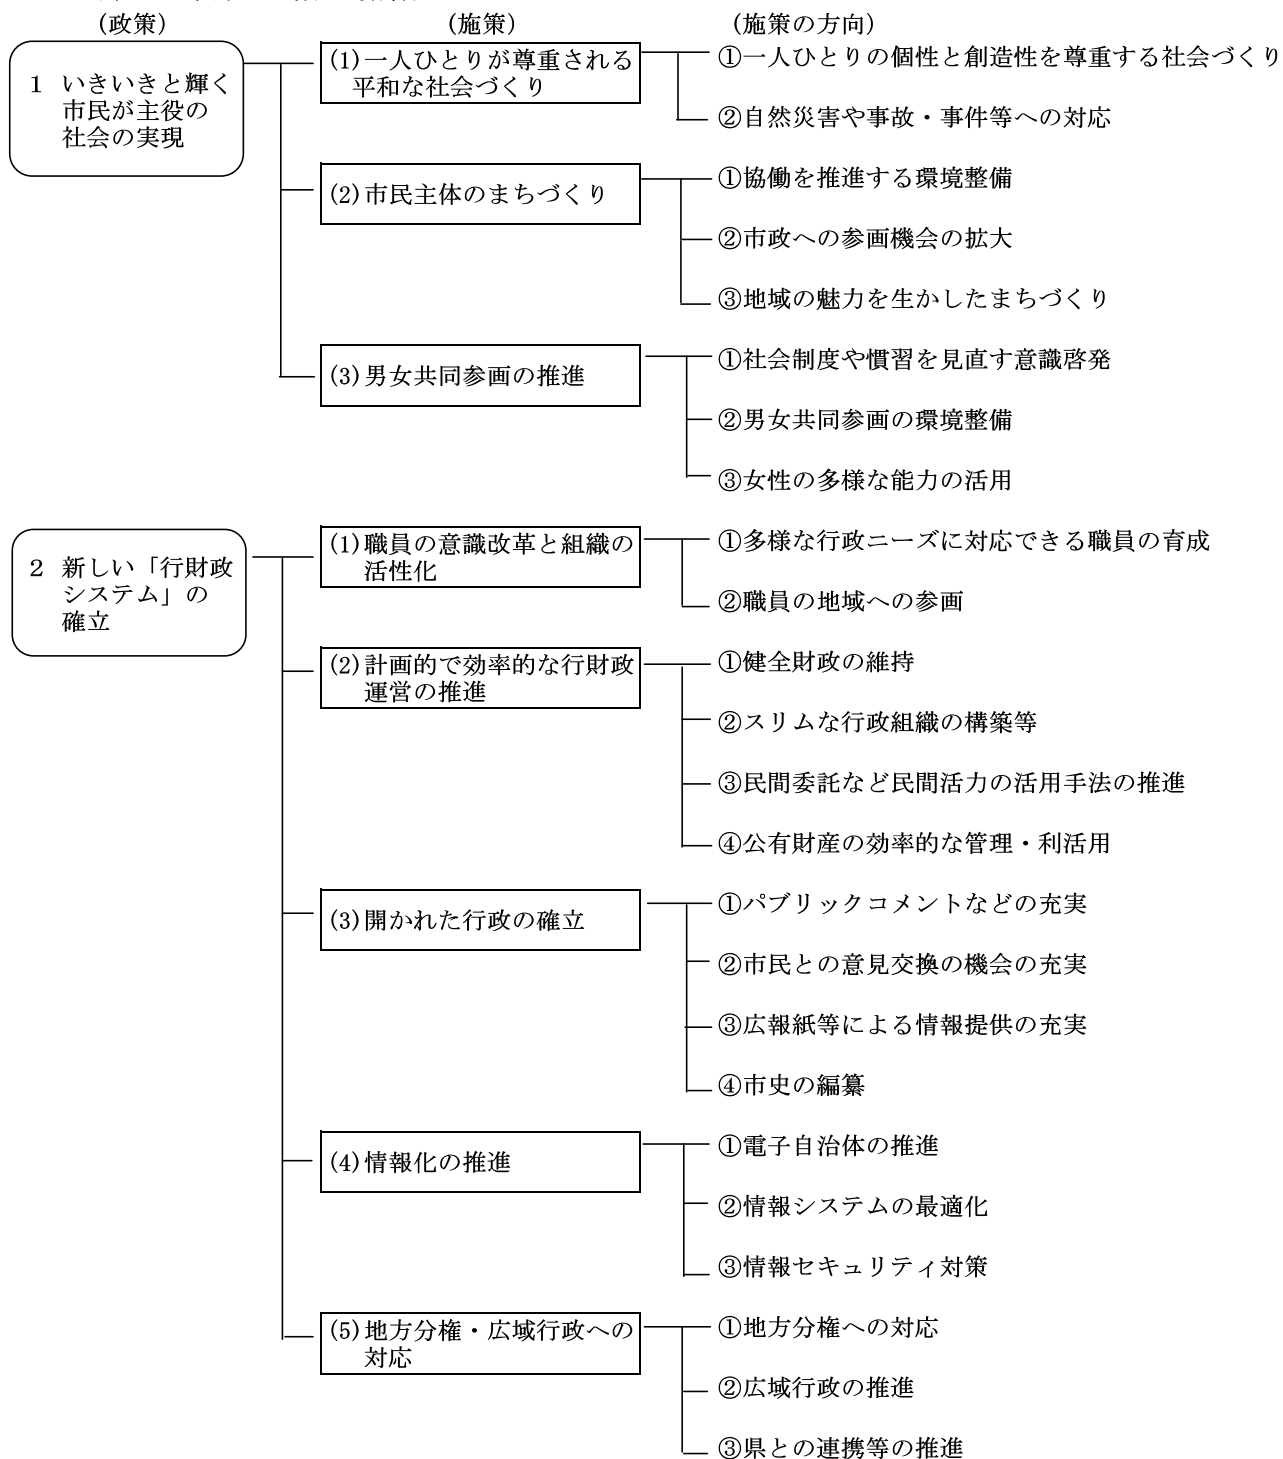 (政策)
(施策)
(施策の方向)
1 いきいきと輝く
市民が主役の
社会の実現
(1)一人ひとりが尊重される
平和な社会づくり
①一人ひとりの個性と創造性を尊重する社会づくり
②自然災害や事故・事件等への対応
(2)市民主体のまちづくり
①協働を推進する環境整備
②市政への参画機会の拡大
③地域の魅力を生かしたまちづくり
(3)男女共同参画の推進
①社会制度や慣習を見直す意識啓発
②男女共同参画の環境整備
③女性の多様な能力の活用
2 新しい「行財政
システム」の
確立
(1)職員の意識改革と組織の
活性化
①多様な行政ニーズに対応できる職員の育成
②職員の地域への参画
(2)計画的で効率的な行財政
運営の推進
①健全財政の維持
②スリムな行政組織の構築等
③民間委託など民間活力の活用手法の推進
④公有財産の効率的な管理・利活用
(3)開かれた行政の確立
①パブリックコメントなどの充実
②市民との意見交換の機会の充実
③広報紙等による情報提供の充実
④市史の編纂
(4)情報化の推進
①電子自治体の推進
②情報システムの最適化
③情報セキュリティ対策
(5)地方分権・広域行政への
対応
①地方分権への対応
②広域行政の推進
③県との連携等の推進